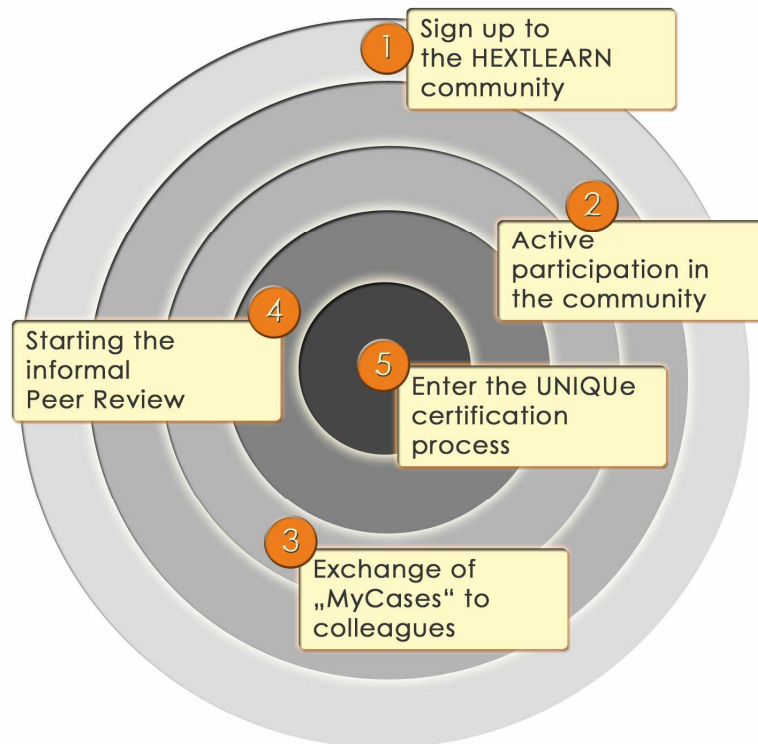 1
Sign up to
the HEXTLEARN
community
2
Active
participation in
the community
3
Exchange of
„MyCases“ to
colleagues
4
Starting the
informal
Peer Review
5
Enter the UNIQUe
certification
process